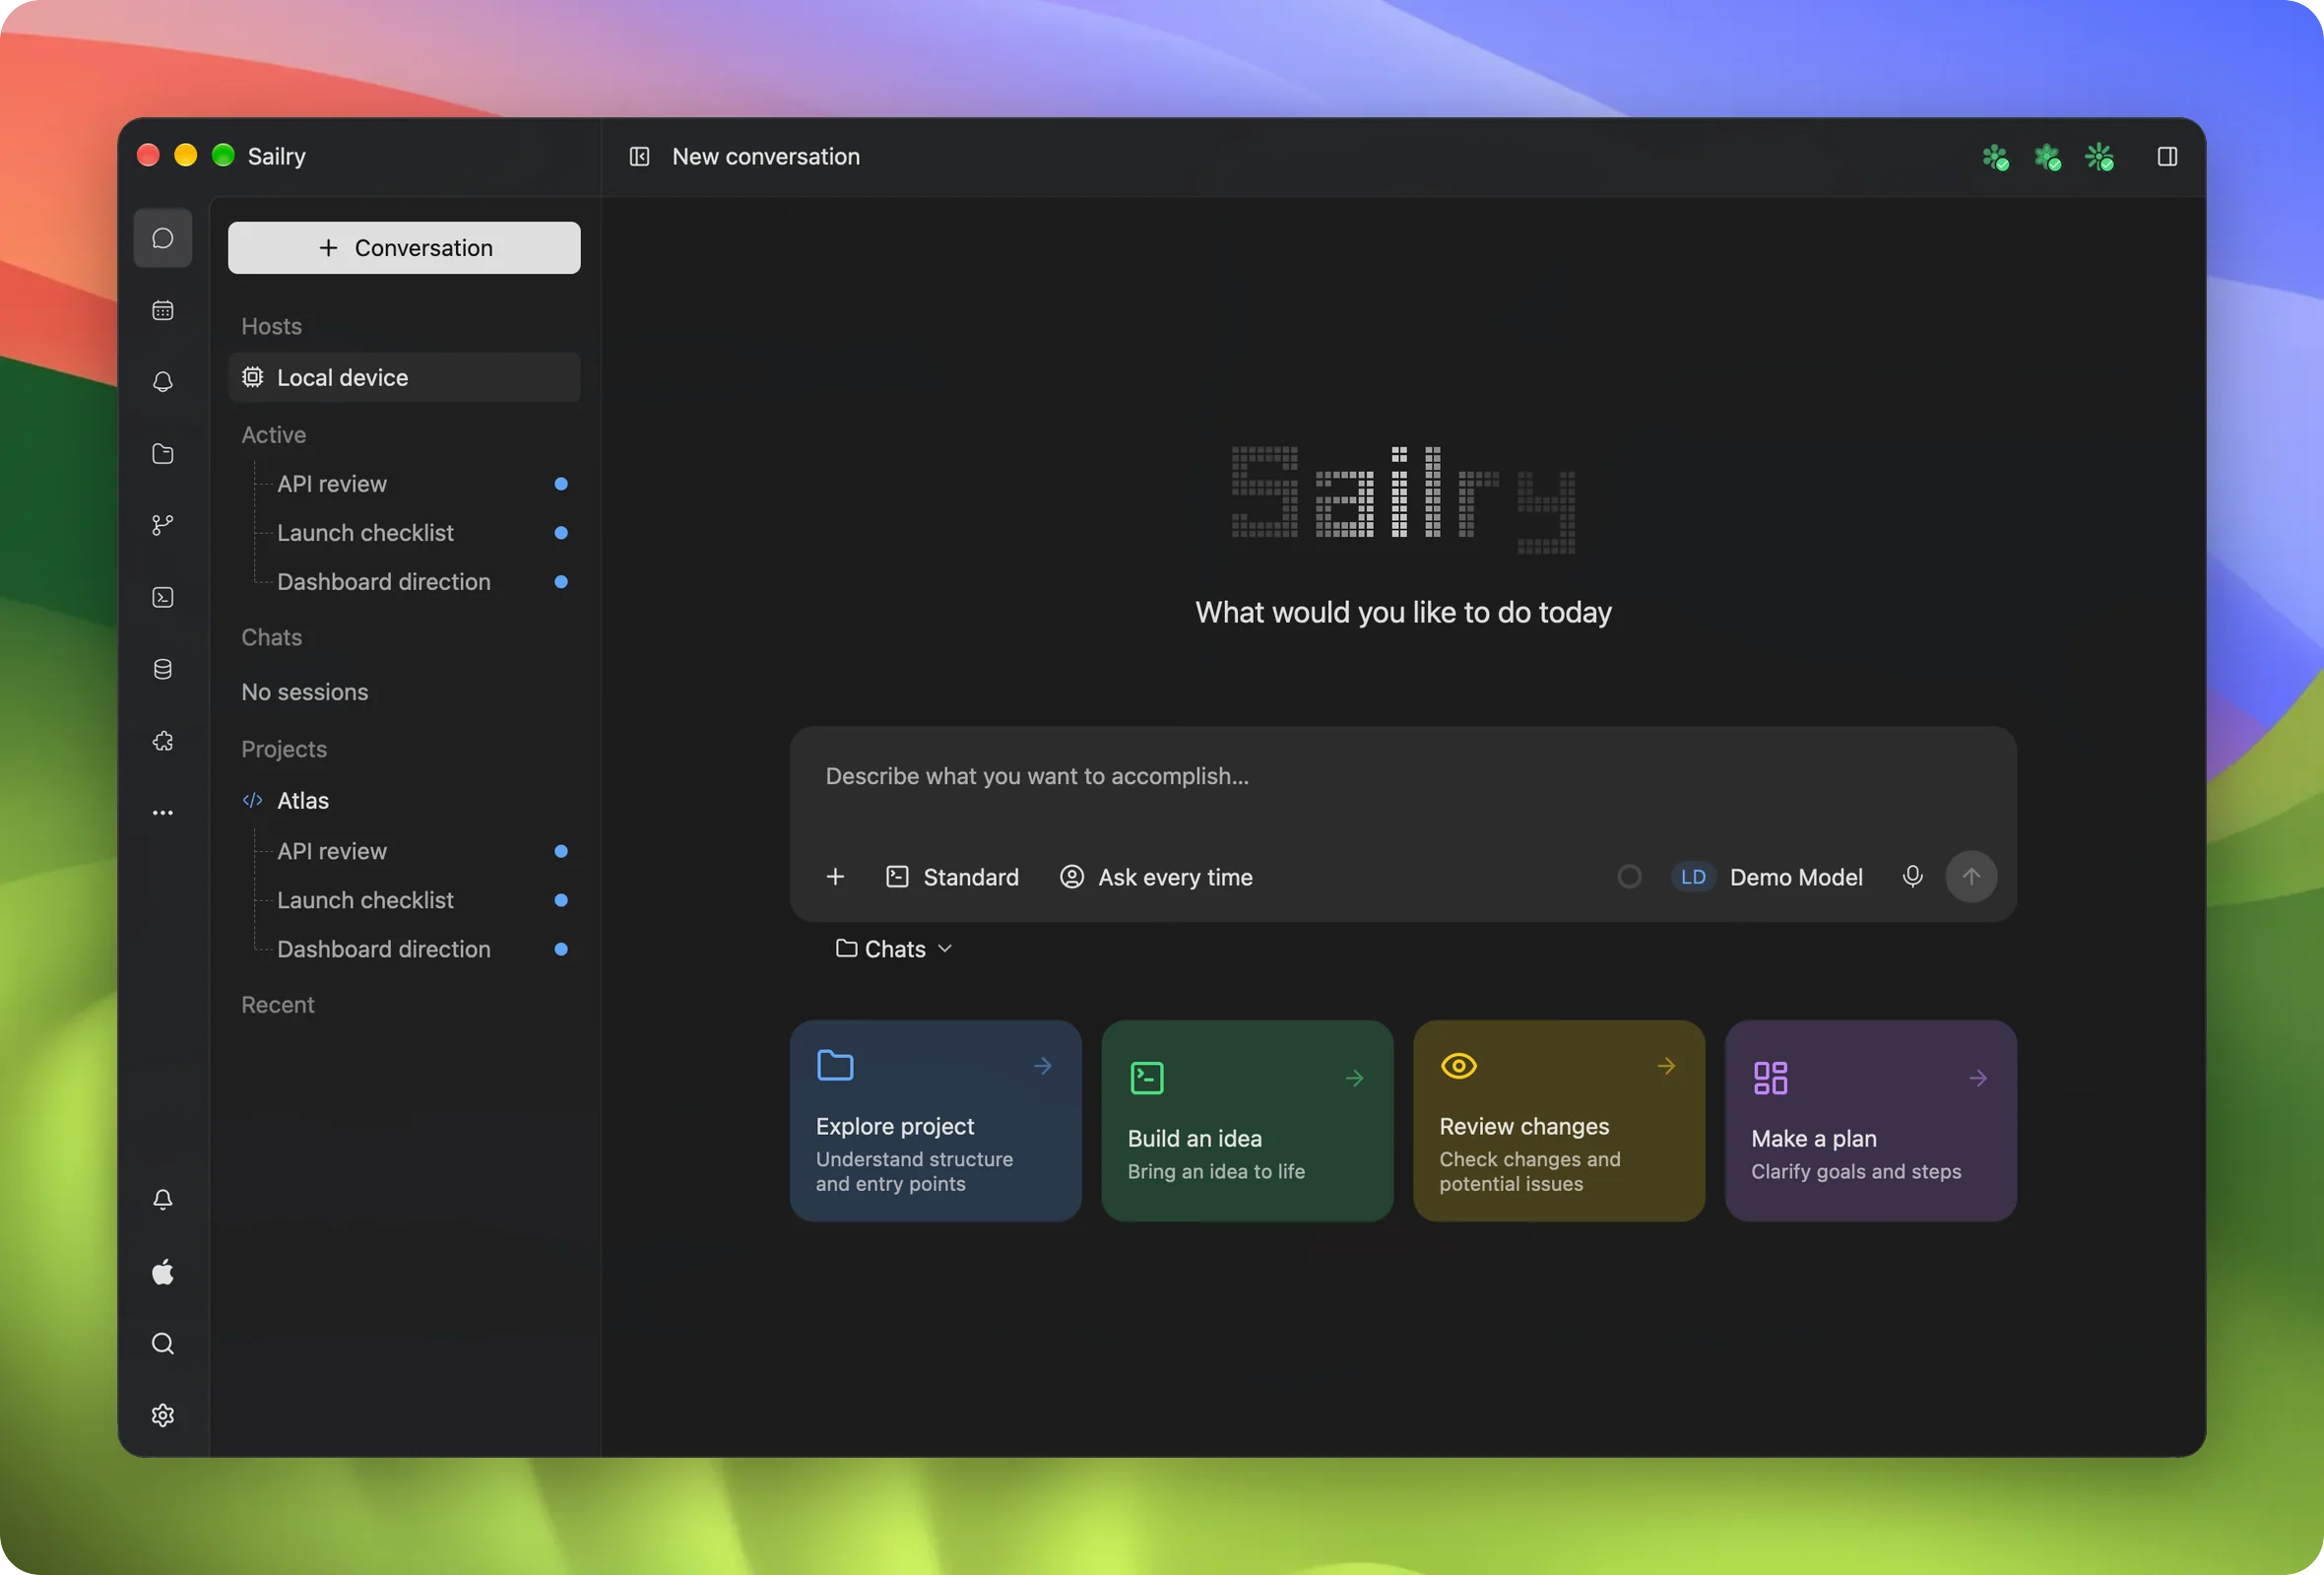 Sailry
New conversation
Conversation
Hosts
Local device
Active
API review
Launch checklist
Dashboard direction
Chats
No sessions
Projects
Atlas
API review
Launch checklist
Dashboard direction
Recent
Sailry
What would you like to do today
Describe what you want to accomplish...
Standard
Ask every time
LD
Demo Model
Chats
Explore project
Understand structure
and entry points
Build an idea
Bring an idea to life
Review changes
Check changes and
potential issues
Make a plan
Clarify goals and steps